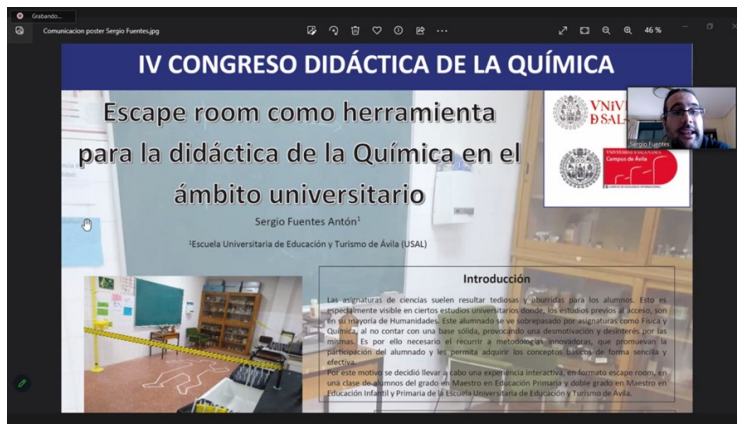 Grabando...
Comunicacion poster Sergio Fuentes.jpg
46 %
IV CONGRESO DIDÁCTICA DE LA QUÍMICA
Escape room como herramienta
para la didáctica de la Química en el
ámbito universitario
Sergio Fuentes Antón¹
¹Escuela Universitaria de Educación y Turismo de Ávila (USAL)
VNiVE
D SAL
Sergio Fuentes
Campus de Ávila
Introducción
Las asignaturas de ciencias suelen resultar tediosas y aburridas para los alumnos. Esto es
especialmente visible en ciertos estudios universitarios donde, los estudios previos al acceso, son
en su mayoría de Humanidades. Este alumnado se ve sobrepasado por asignaturas como Física y
Química, al no contar con una base sólida, provocando una desmotivación y desinterés por las
mismas. Es por ello necesario el recurrir a metodologías innovadoras, que promuevan la
participación del alumnado y les permita adquirir los conceptos básicos de forma sencilla y
efectiva.
Por este motivo se decidió llevar a cabo una experiencia interactiva, en formato escape room, en
una clase de alumnos del grado en Maestro en Educación Primaria y doble grado en Maestro en
Educación Infantil y Primaria de la Escuela Universitaria de Educación y Turismo de Ávila.